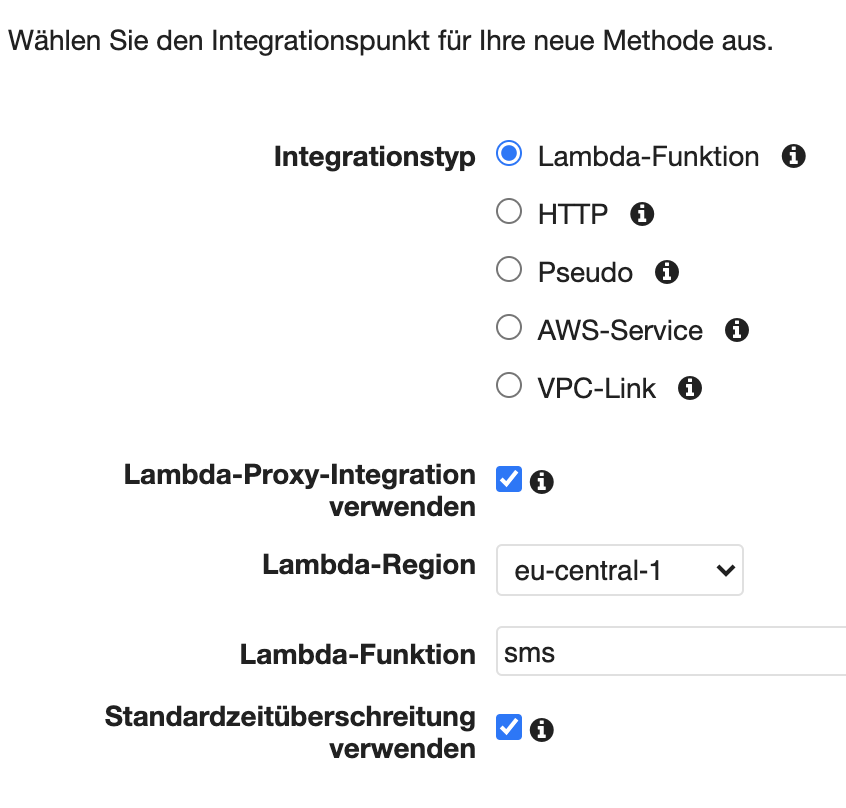 Wählen Sie den Integrationspunkt für Ihre neue Methode aus.
Integrationstyp Lambda-Funktion
HTTP
Pseudo
AWS-Service
VPC-Link
Lambda-Proxy-Integration
verwenden
Lambda-Region eu-central-1
Lambda-Funktion sms
Standardzeitüberschreitung
verwenden